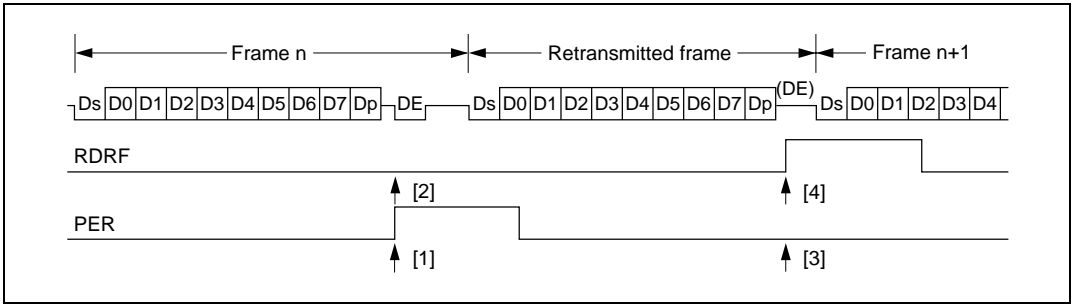 Frame n Retransmitted frame Frame n+1
(DE)
Ds D0 D1 D2 D3 D4 D5 D6 D7 Dp DE Ds D0 D1 D2 D3 D4 D5 D6 D7 Dp Ds D0 D1 D2 D3 D4
RDRF
[2] [4]
PER
[1] [3]